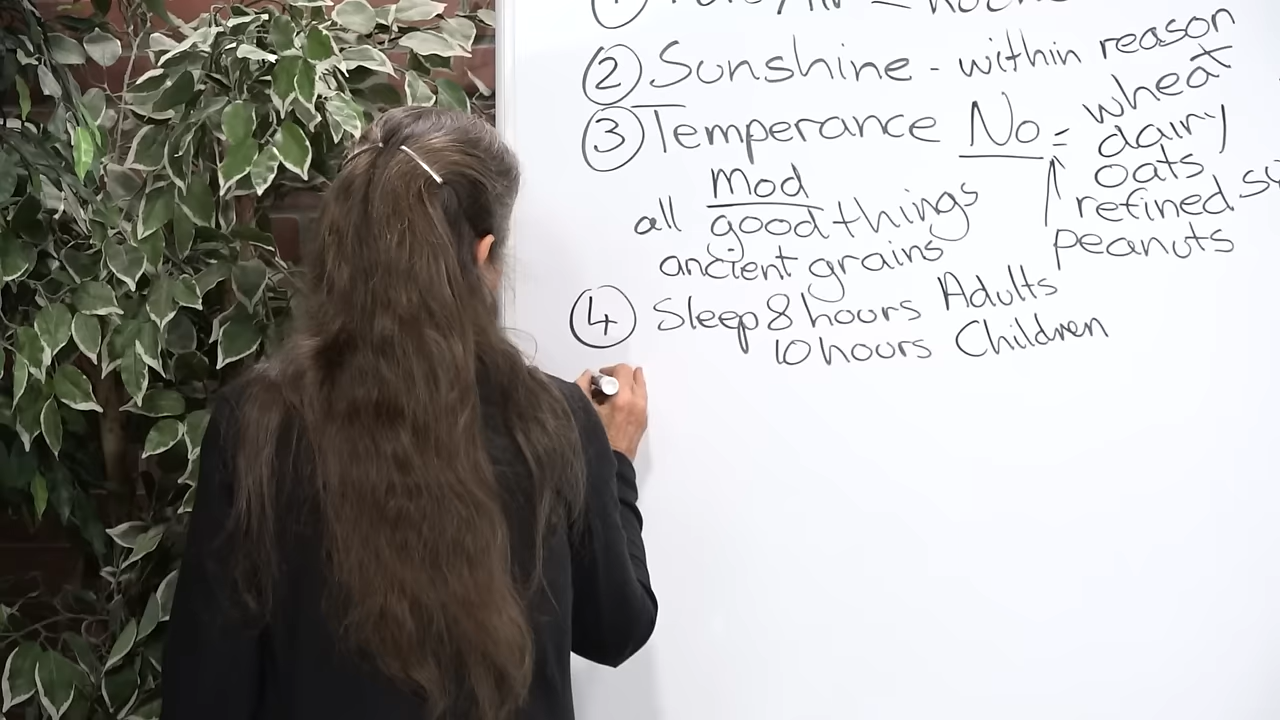 ② Sunshine - within reason
③ Temperance No = wheat
dairy
oats
refined
peanuts
mod
all good things
ancient grains
④ Sleep 8 hours Adults
10 hours Children